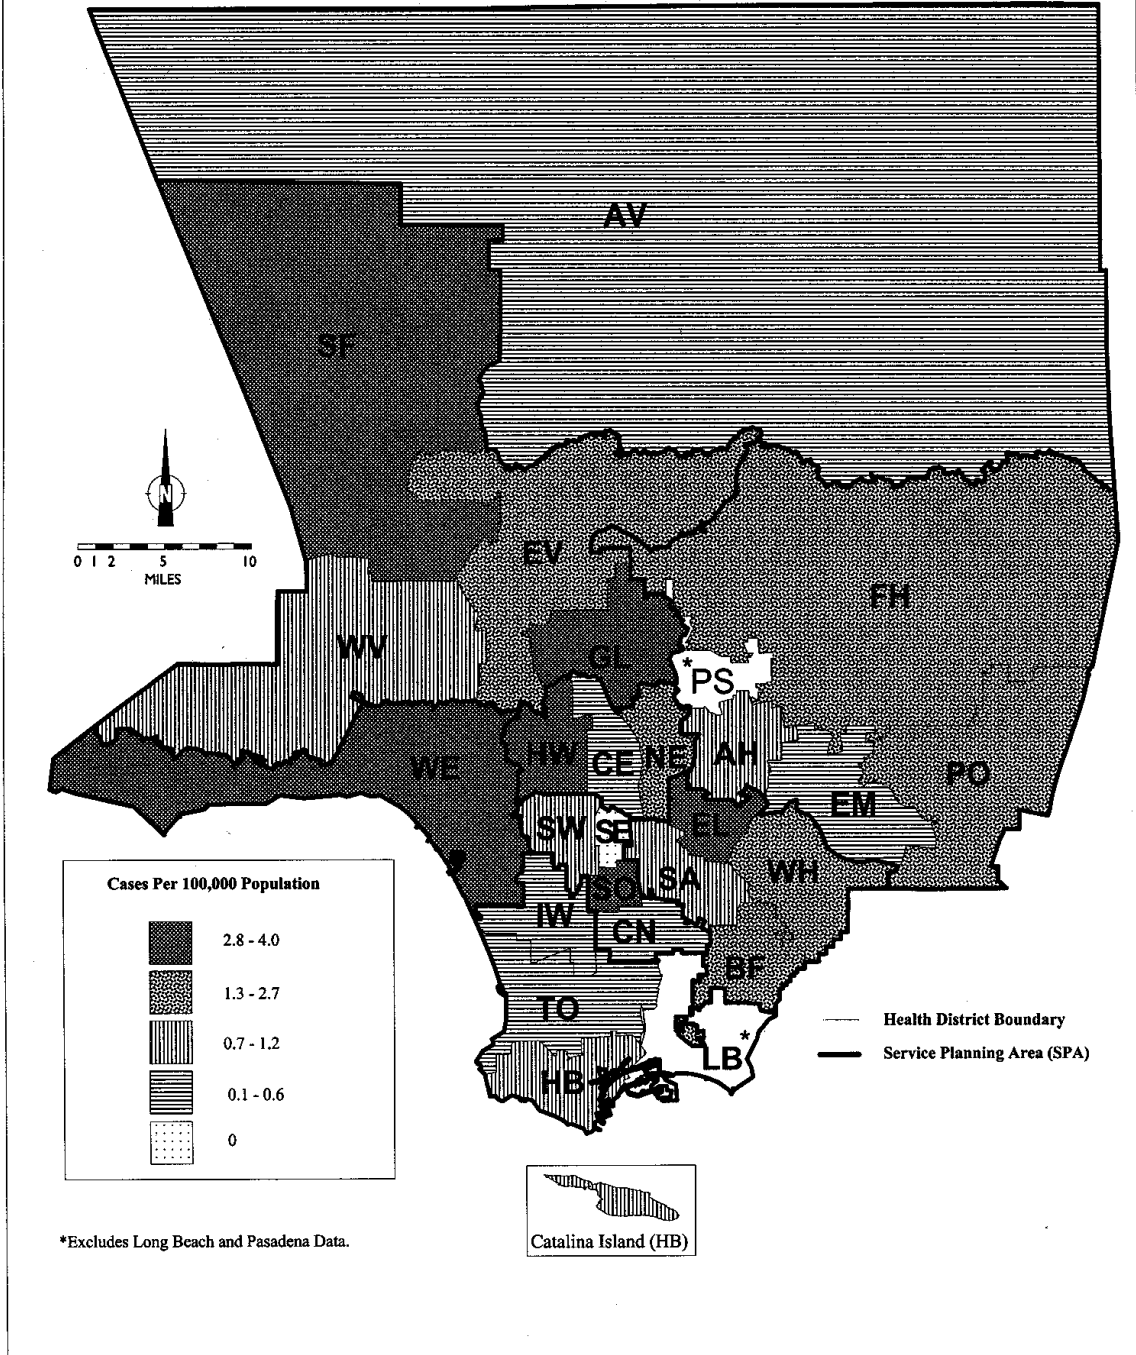 AV
SF
N
0 1 2 5 10
MILES
EV
FH
WV
GL
*
PS
WE
HW
CE
NE
AH
PO
EM
SW
SE
EL
WH
SA
SO
IW
CN
BF
TO
*
LB
HB
Cases Per 100,000 Population
2.8 - 4.0
1.3 - 2.7
0.7 - 1.2
0.1 - 0.6
0
Health District Boundary
Service Planning Area (SPA)
Catalina Island (HB)
*Excludes Long Beach and Pasadena Data.